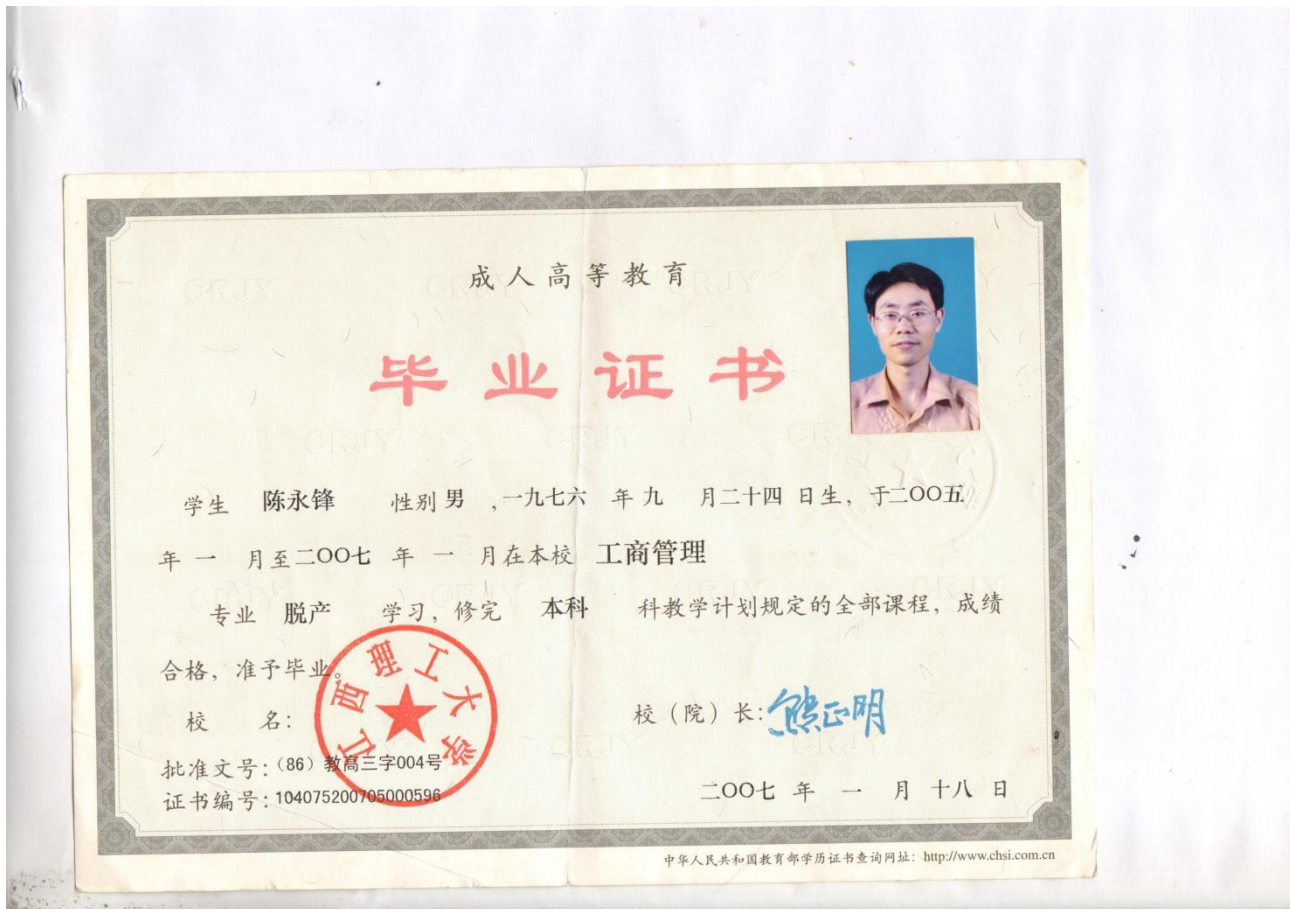 成人高等教育
毕业证书
学生 陈永锋 性别 男 ，一九七六 年 九 月二十四 日生，于二OO五
年 一 月至二OO七 年 一 月在本校 工商管理
专业 脱产 学习，修完 本科 科教学计划规定的全部课程，成绩
合格，准予毕业。
江西理工大学
校 名：
校（院）长：熊正明
批准文号：（86）教高三字004号
证书编号：104075200705000596
二OO七 年 一 月 十八 日
中华人民共和国教育部学历证书查询网址：http://www.chsi.com.cn